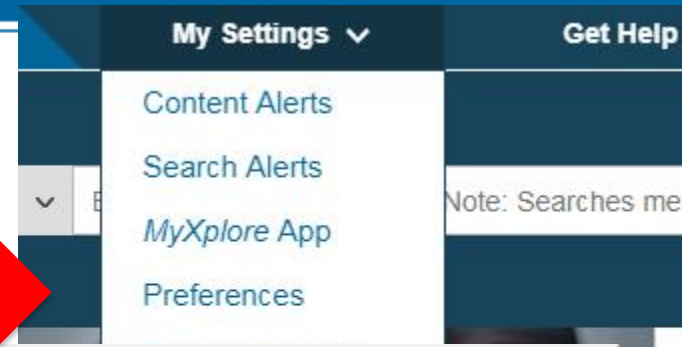 My Settings
Get Help
Content Alerts
Search Alerts
Note: Searches me
MyXplore App
Preferences